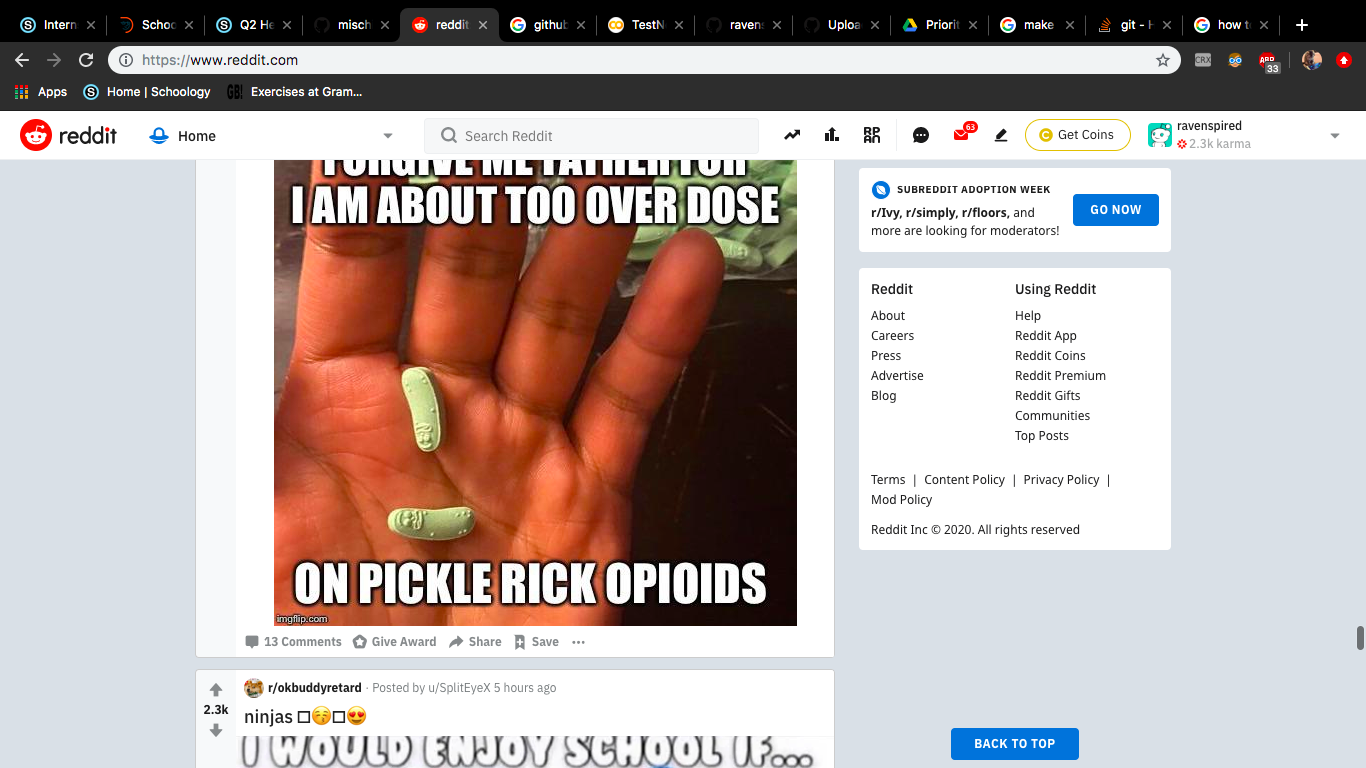 Intern
Schoo
Q2 He
misch
reddit
githu
TestN
raven
Uploa
Priorit
make
git - H
how t
https://www.reddit.com
CRX
ABP
33
Apps
Home | Schoology
GB!
Exercises at Gram...
reddit
Home
Search Reddit
63
Get Coins
ravenspired
2.3k karma
FORGIVE ME FATHER FOR
I AM ABOUT TOO OVER DOSE
ON PICKLE RICK OPIOIDS
imgflip.com
13 Comments
Give Award
Share
Save
r/okbuddyretard · Posted by u/SplitEyeX 5 hours ago
2.3k
ninjas □😚□😍
I WOULD ENJOY SCHOOL IF...
SUBREDDIT ADOPTION WEEK
r/Ivy, r/simply, r/floors, and
more are looking for moderators!
GO NOW
Reddit
Using Reddit
About
Help
Careers
Reddit App
Press
Reddit Coins
Advertise
Reddit Premium
Blog
Reddit Gifts
Communities
Top Posts
Terms | Content Policy | Privacy Policy |
Mod Policy
Reddit Inc © 2020. All rights reserved
BACK TO TOP